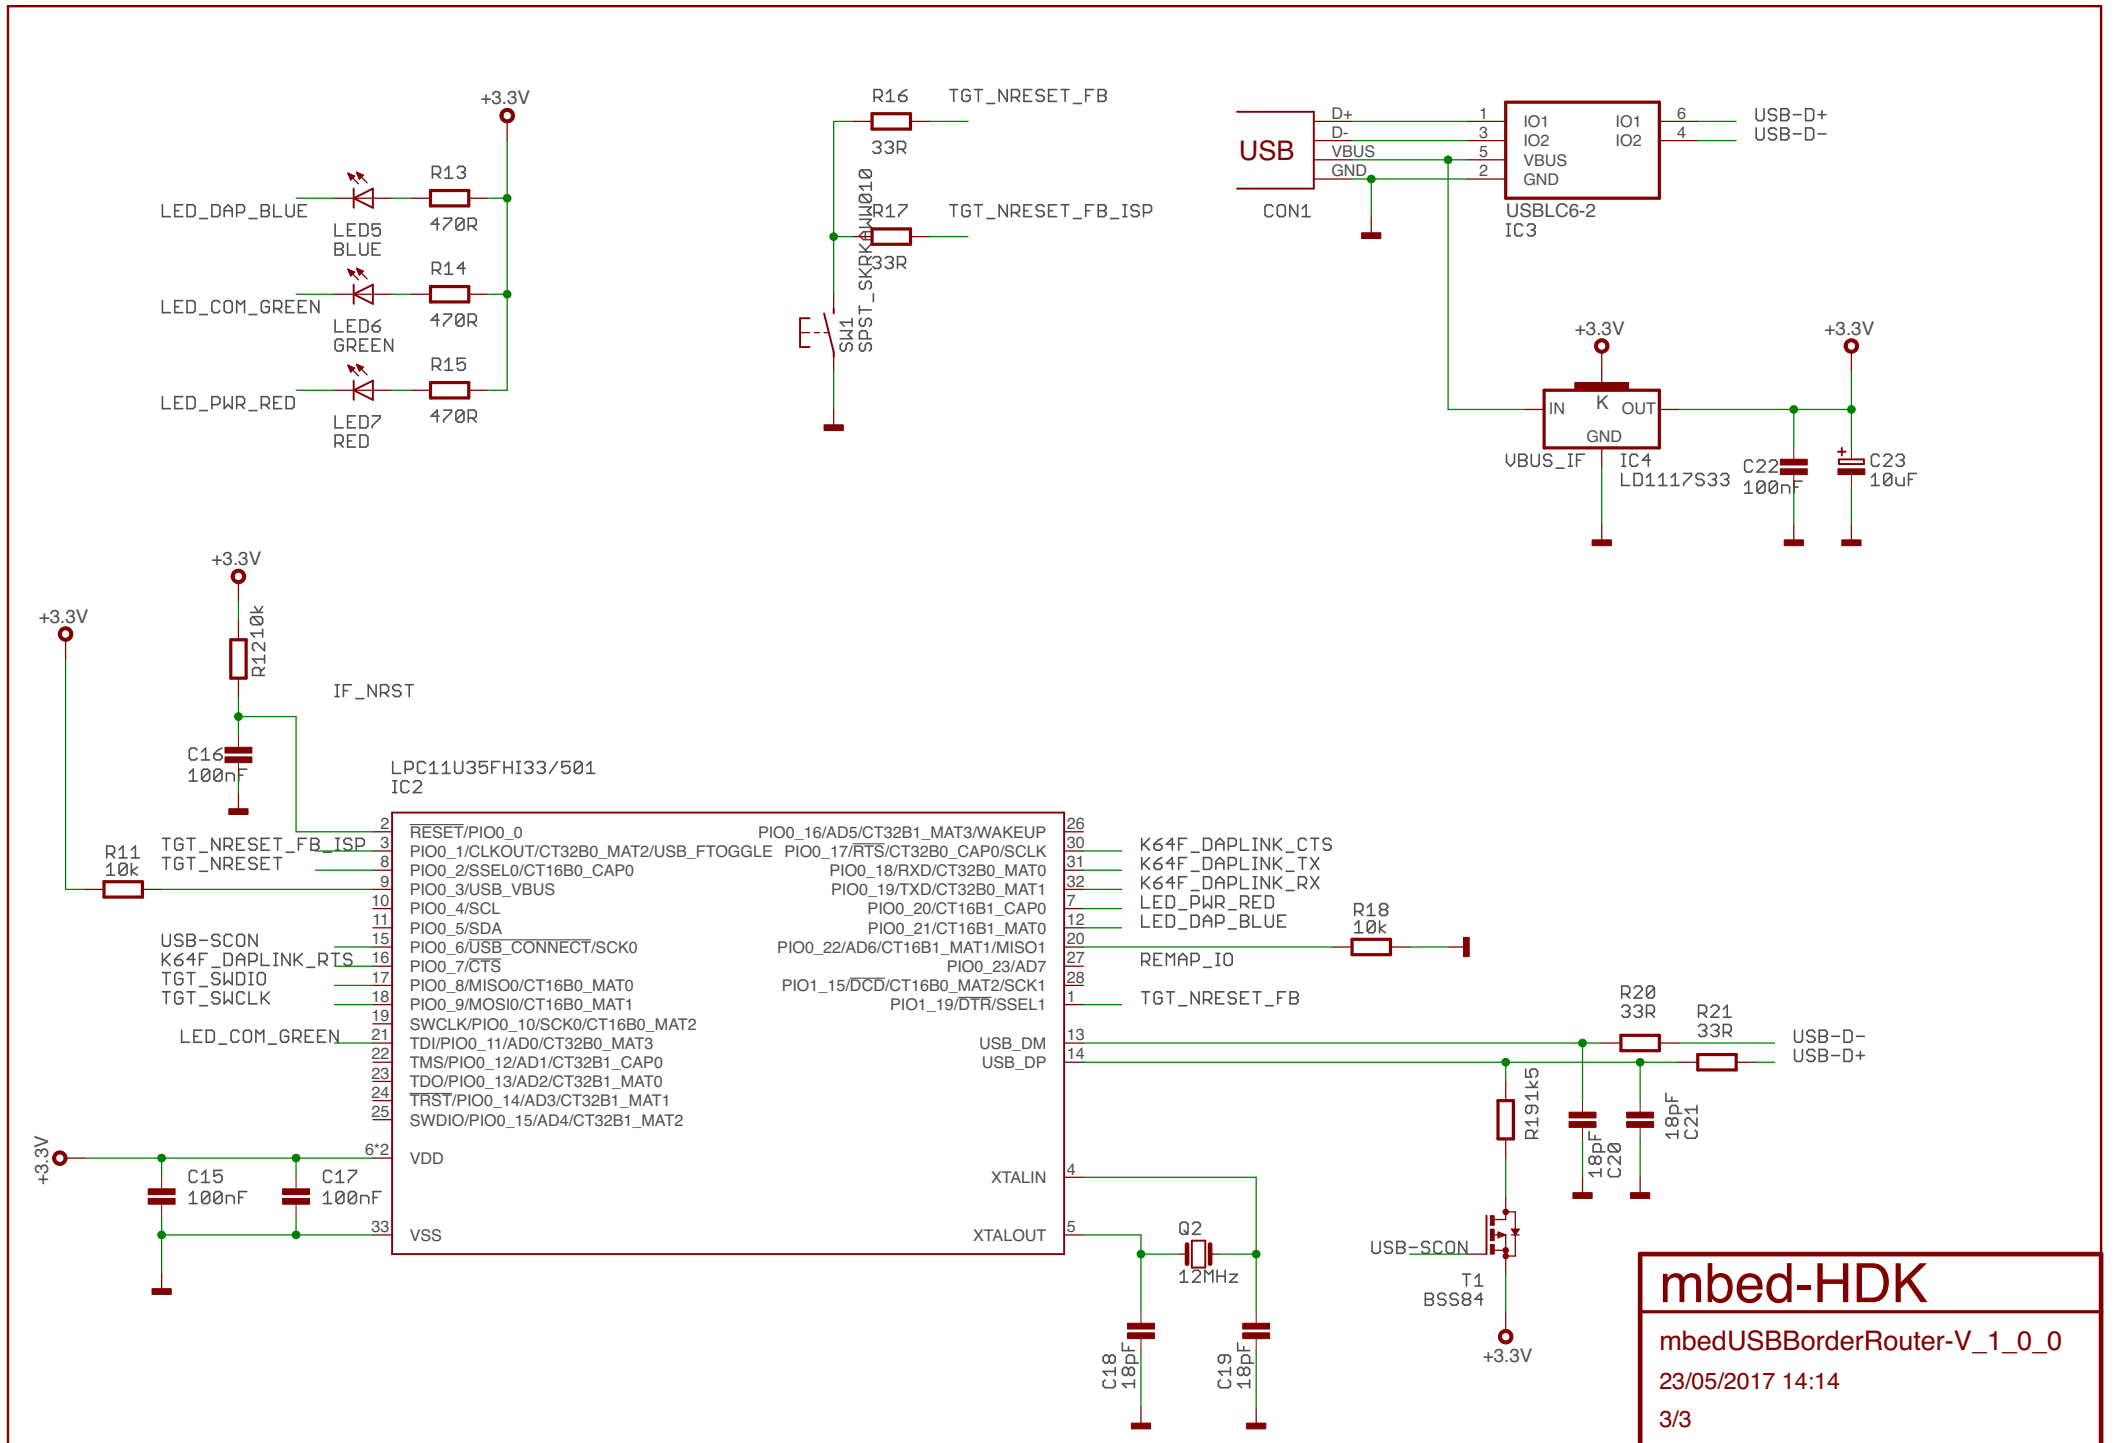 +3.3V
R13
470R
LED_DAP_BLUE
LED5
BLUE
R14
470R
LED_COM_GREEN
LED6
GREEN
R15
470R
LED_PWR_RED
LED7
RED
R16
TGT_NRESET_FB
33R
R17
TGT_NRESET_FB_ISP
33R
SW1
SPST_SKRKAWW010
USB
D+
D-
VBUS
GND
CON1
1
3
5
2
IO1
IO2
VBUS
GND
IO1
IO2
6
4
USB-D+
USB-D-
USBLC6-2
IC3
+3.3V
+3.3V
IN
K
OUT
GND
VBUS_IF
IC4
LD1117S33
C22
100nF
+
C23
10uF
+3.3V
+3.3V
R12
10k
IF_NRST
C16
100nF
R11
10k
LPC11U35FHI33/501
IC2
TGT_NRESET_FB_ISP
TGT_NRESET
USB-SCON
K64F_DAPLINK_RTS
TGT_SWDIO
TGT_SWCLK
LED_COM_GREEN
2 RESET/PIO0_0
3 PIO0_1/CLKOUT/CT32B0_MAT2/USB_FTOGGLE
8 PIO0_2/SSEL0/CT16B0_CAP0
9 PIO0_3/USB_VBUS
10 PIO0_4/SCL
11 PIO0_5/SDA
15 PIO0_6/USB_CONNECT/SCK0
16 PIO0_7/CTS
17 PIO0_8/MISO0/CT16B0_MAT0
18 PIO0_9/MOSI0/CT16B0_MAT1
19 SWCLK/PIO0_10/SCK0/CT16B0_MAT2
21 TDI/PIO0_11/AD0/CT32B0_MAT3
22 TMS/PIO0_12/AD1/CT32B1_CAP0
23 TDO/PIO0_13/AD2/CT32B1_MAT0
24 TRST/PIO0_14/AD3/CT32B1_MAT1
25 SWDIO/PIO0_15/AD4/CT32B1_MAT2
6*2 VDD
33 VSS
PIO0_16/AD5/CT32B1_MAT3/WAKEUP 26
PIO0_17/RTS/CT32B0_CAP0/SCLK 30
PIO0_18/RXD/CT32B0_MAT0 31
PIO0_19/TXD/CT32B0_MAT1 32
PIO0_20/CT16B1_CAP0 7
PIO0_21/CT16B1_MAT0 12
PIO0_22/AD6/CT16B1_MAT1/MISO1 20
PIO0_23/AD7 27
PIO1_15/DCD/CT16B0_MAT2/SCK1 28
PIO1_19/DTR/SSEL1 1
USB_DM 13
USB_DP 14
XTALIN 4
XTALOUT 5
K64F_DAPLINK_CTS
K64F_DAPLINK_TX
K64F_DAPLINK_RX
LED_PWR_RED
LED_DAP_BLUE
REMAP_IO
TGT_NRESET_FB
R18
10k
R20
33R
R21
33R
USB-D-
USB-D+
R19
1k5
18pF
C20
18pF
C21
+3.3V
C15
100nF
C17
100nF
Q2
12MHz
C18
18pF
C19
18pF
USB-SCON
T1
BSS84
+3.3V
mbed-HDK
mbedUSBBorderRouter-V_1_0_0
23/05/2017 14:14
3/3